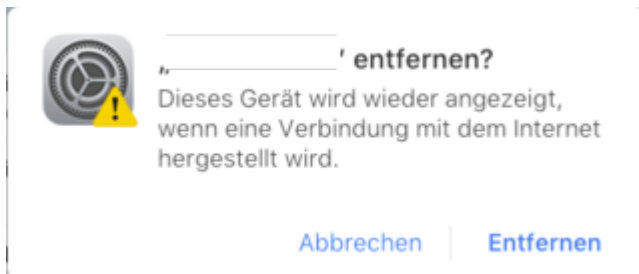 „ ‘ entfernen?
Dieses Gerät wird wieder angezeigt,
wenn eine Verbindung mit dem Internet
hergestellt wird.
Abbrechen Entfernen